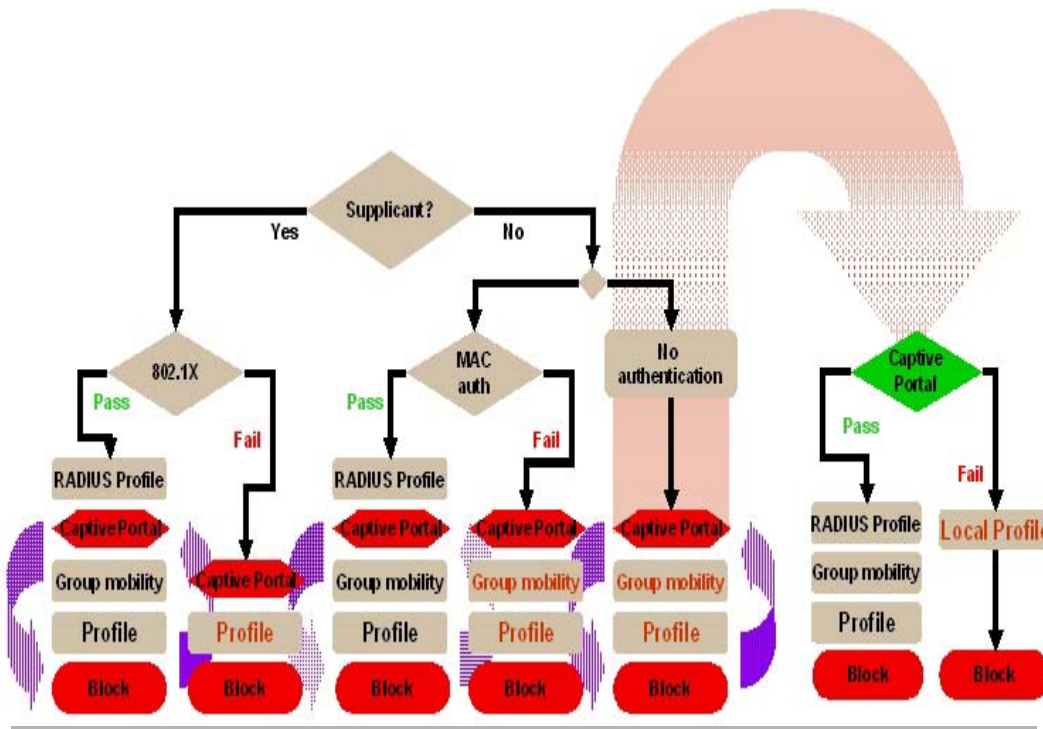 Supplicant?
Yes
No
802.1X
Pass
Fail
RADIUS Profile
Captive Portal
Group mobility
Profile
Block
Captive Portal
Profile
Block
MAC
auth
Pass
Fail
RADIUS Profile
Captive Portal
Group mobility
Profile
Block
Captive Portal
Group mobility
Profile
Block
No
authentication
Captive Portal
Group mobility
Profile
Block
Captive
Portal
Pass
Fail
RADIUS Profile
Group mobility
Profile
Block
Local Profile
Block